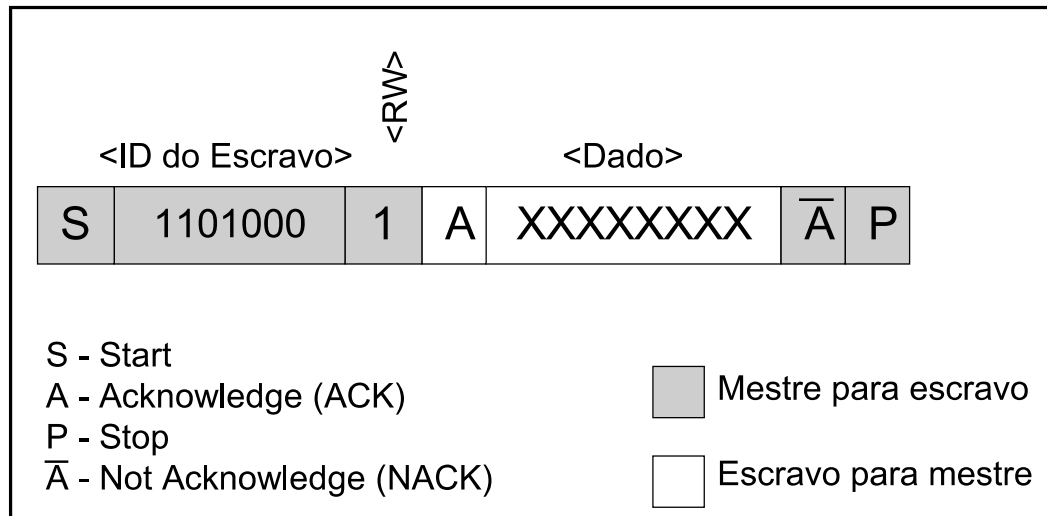 <RW>
<ID do Escravo> <Dado>
S 1101000 1 A XXXXXXXX A̅ P
S - Start
A - Acknowledge (ACK)
P - Stop
A̅ - Not Acknowledge (NACK)
Mestre para escravo
Escravo para mestre